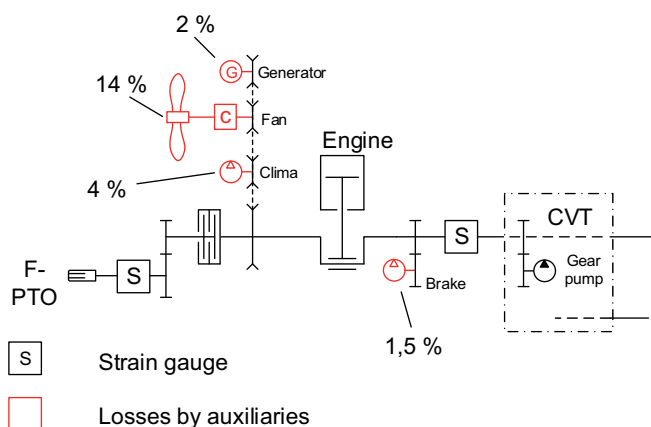 2 %
G
Generator
14 %
C
Fan
Engine
4 %
Clima
CVT
S
F-
PTO
S
Gear
pump
Brake
1,5 %
S
Strain gauge
Losses by auxiliaries